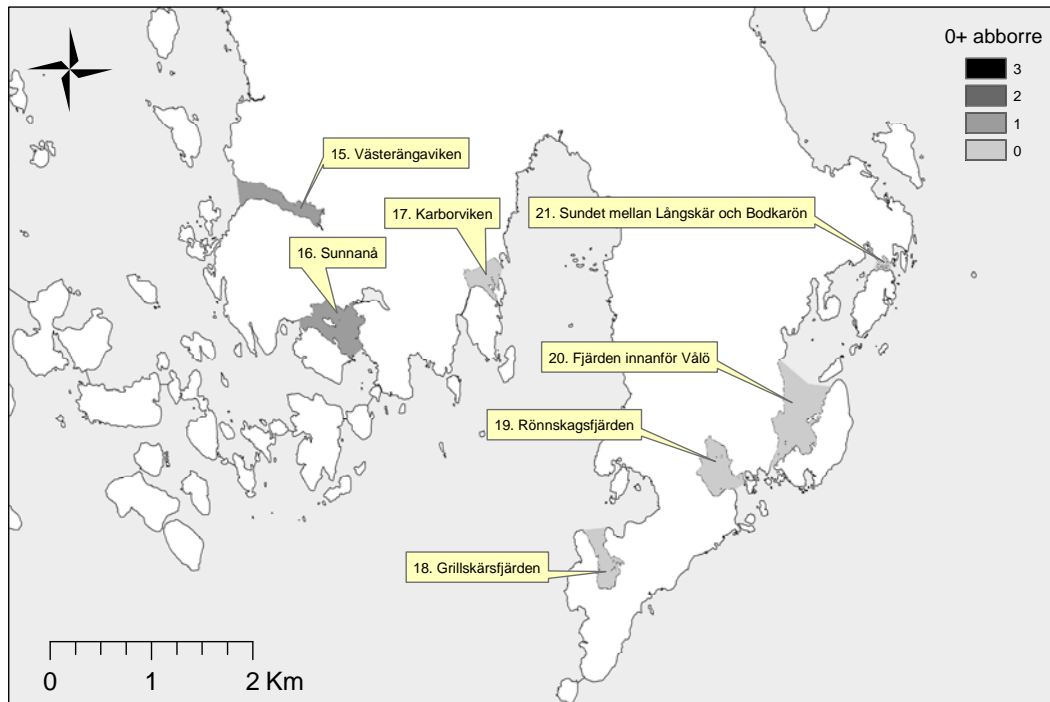 0+ abborre
3
2
1
0
15. Västerängaviken
17. Karborviken
21. Sundet mellan Långskär och Bodkarön
16. Sunnanå
20. Fjärden innanför Vålö
19. Rönnskagsfjärden
18. Grillskärsfjärden
0 1 2 Km